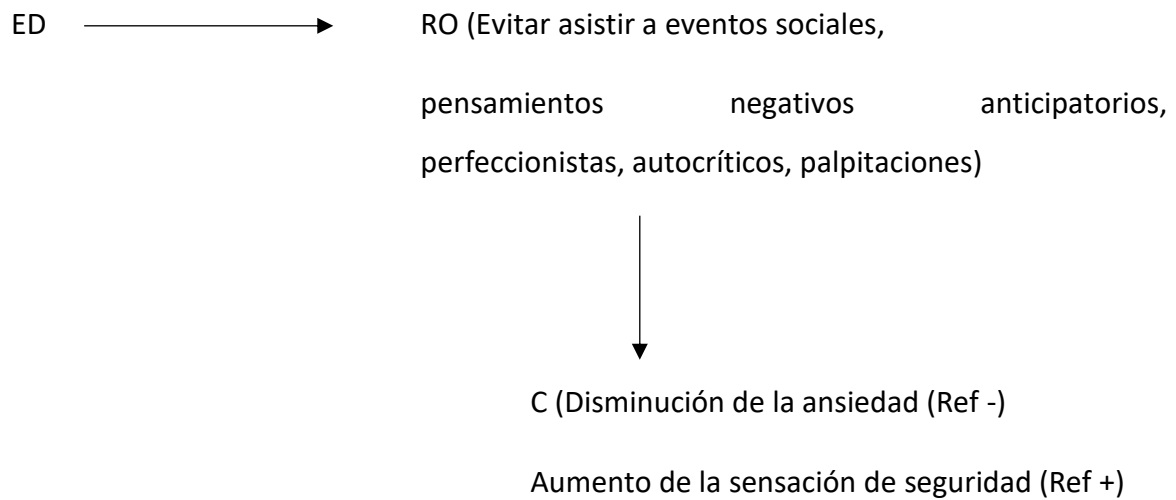 ED RO (Evitar asistir a eventos sociales,
pensamientos negativos anticipatorios,
perfeccionistas, autocríticos, palpitaciones)
C (Disminución de la ansiedad (Ref -)
Aumento de la sensación de seguridad (Ref +)